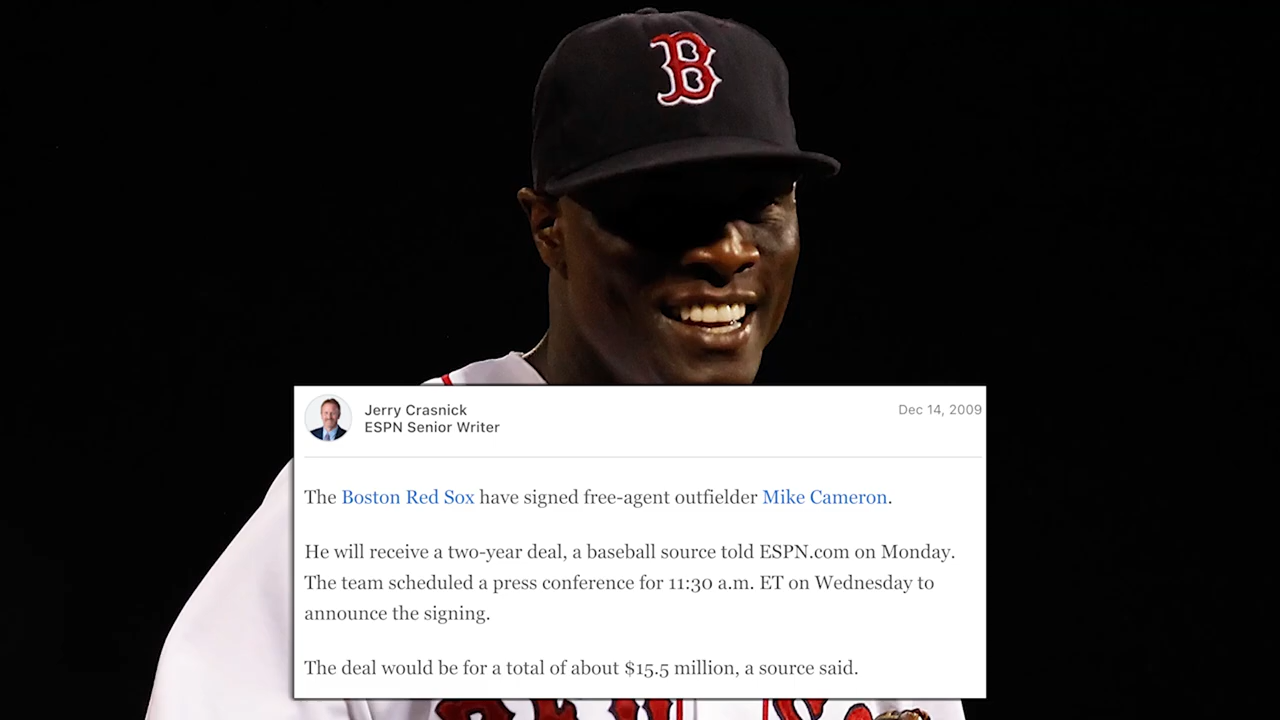 B
Jerry Crasnick
ESPN Senior Writer
Dec 14, 2009
The Boston Red Sox have signed free-agent outfielder Mike Cameron.
He will receive a two-year deal, a baseball source told ESPN.com on Monday.
The team scheduled a press conference for 11:30 a.m. ET on Wednesday to
announce the signing.
The deal would be for a total of about $15.5 million, a source said.